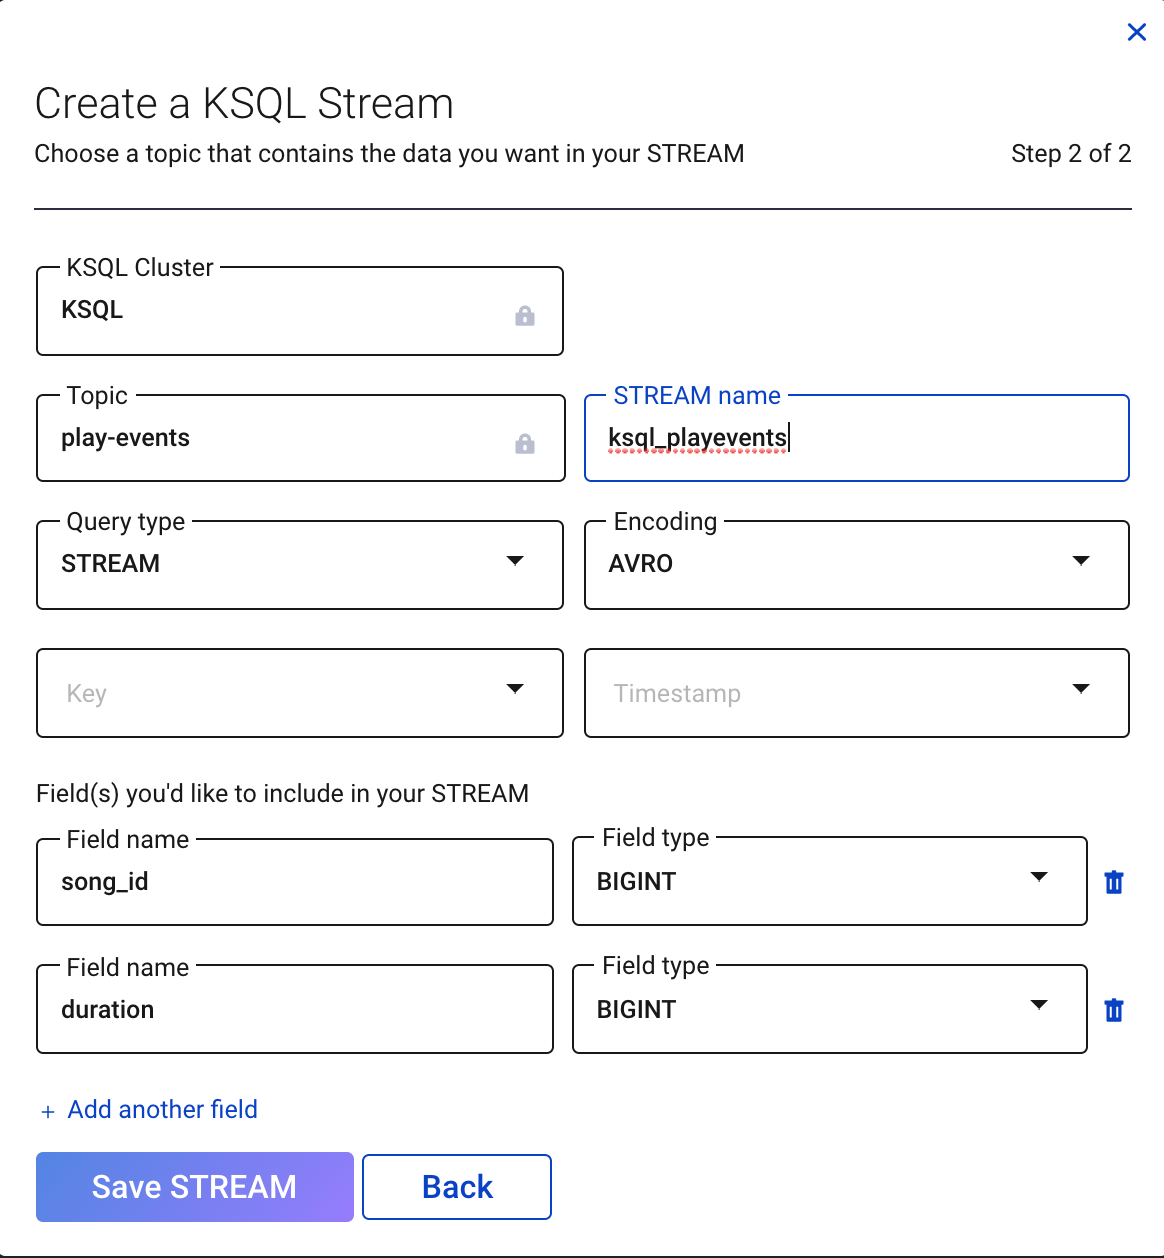 Create a KSQL Stream
Choose a topic that contains the data you want in your STREAM
Step 2 of 2
KSQL Cluster
KSQL
Topic
play-events
STREAM name
ksql_playevents
Query type
STREAM
Encoding
AVRO
Key
Timestamp
Field(s) you'd like to include in your STREAM
Field name
song_id
Field type
BIGINT
Field name
duration
Field type
BIGINT
+ Add another field
Save STREAM
Back